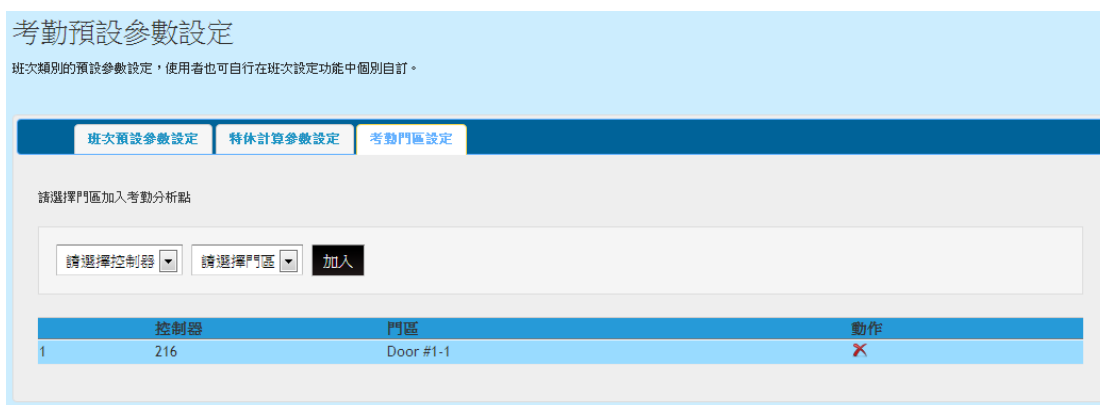 考勤預設參數設定
班次類別的預設參數設定，使用者也可自行在班次設定功能中個別自訂。
班次預設參數設定 特休計算參數設定 考勤門區設定
請選擇門區加入考勤分析點
請選擇控制器 請選擇門區 加入
控制器 門區 動作
1 216 Door #1-1